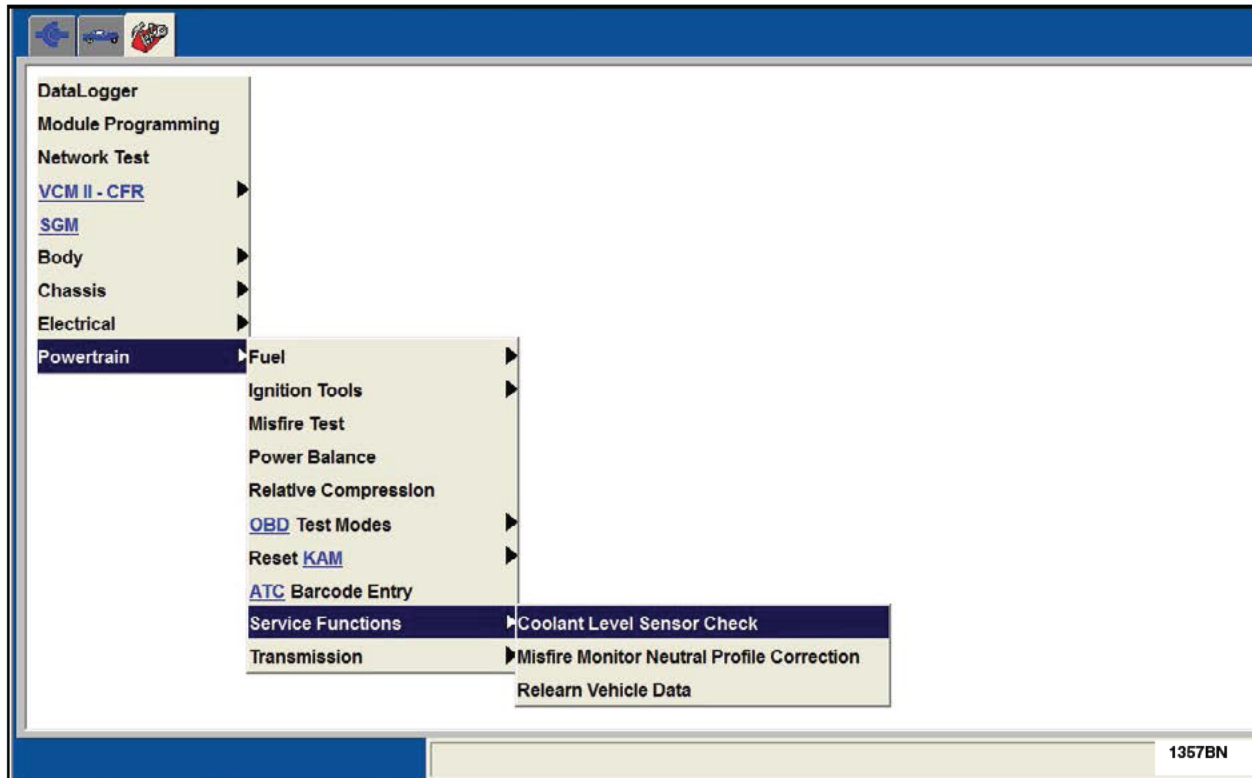 DataLogger
Module Programming
Network Test
VCM II - CFR
SGM
Body
Chassis
Electrical
Powertrain
Fuel
Ignition Tools
Misfire Test
Power Balance
Relative Compression
OBD Test Modes
Reset KAM
ATC Barcode Entry
Service Functions
Transmission
Coolant Level Sensor Check
Misfire Monitor Neutral Profile Correction
Relearn Vehicle Data
1357BN